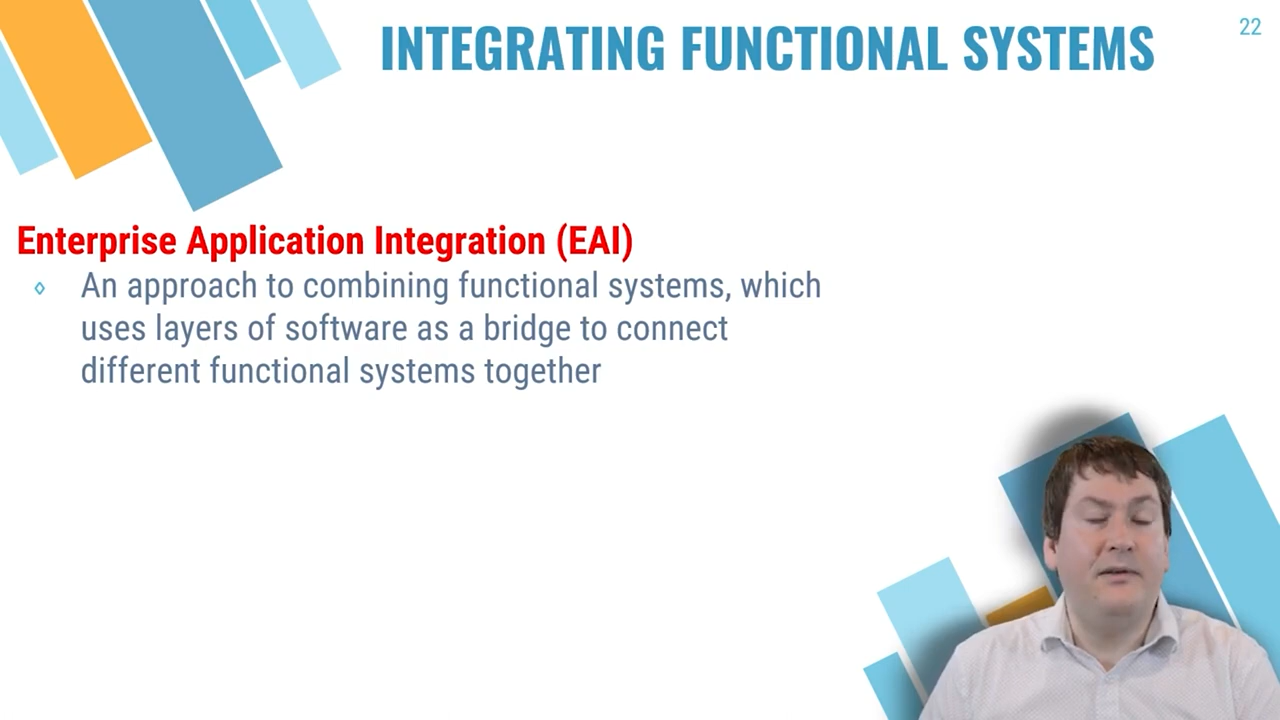 INTEGRATING FUNCTIONAL SYSTEMS
22
Enterprise Application Integration (EAI)
◊ An approach to combining functional systems, which
uses layers of software as a bridge to connect
different functional systems together